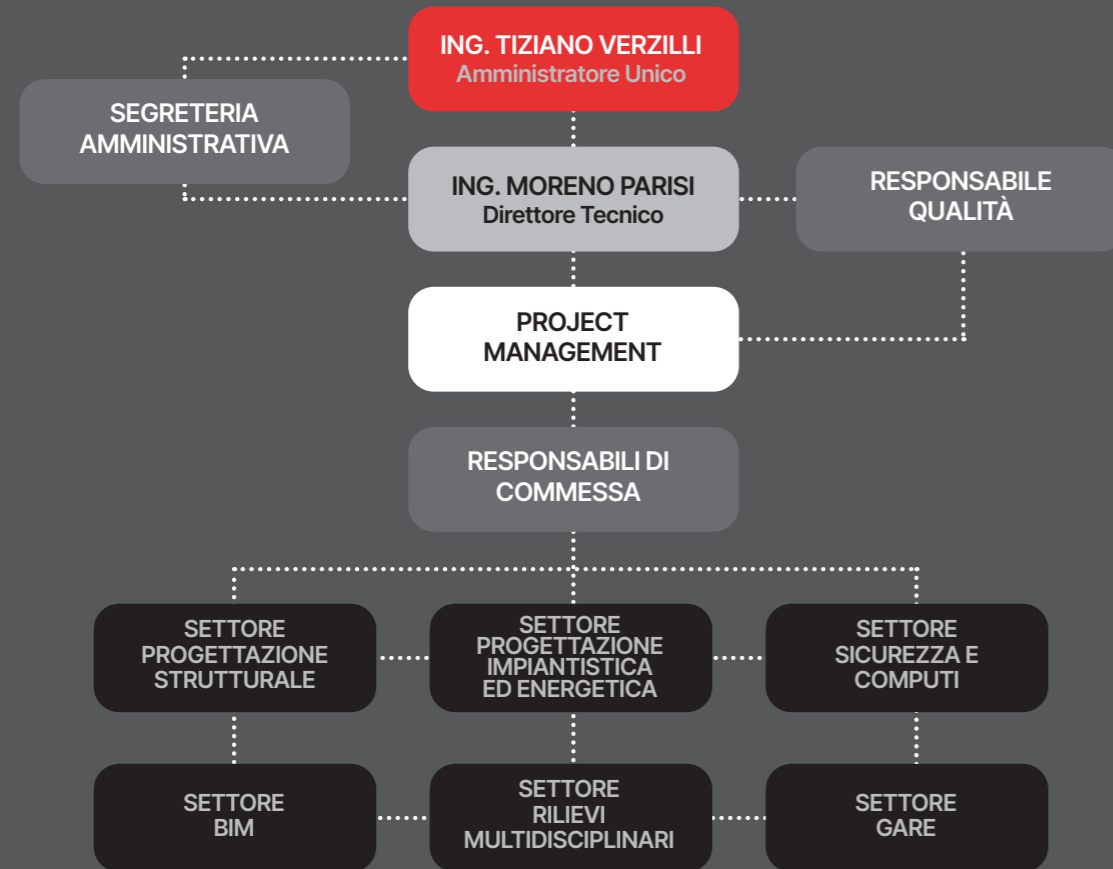 ING. TIZIANO VERZILLI
Amministratore Unico
SEGRETERIA
AMMINISTRATIVA
ING. MORENO PARISI
Direttore Tecnico
RESPONSABILE
QUALITÀ
PROJECT
MANAGEMENT
RESPONSABILI DI
COMMESSA
SETTORE
PROGETTAZIONE
STRUTTURALE
SETTORE
PROGETTAZIONE
IMPIANTISTICA
ED ENERGETICA
SETTORE
SICUREZZA E
COMPUTI
SETTORE
BIM
SETTORE
RILIEVI
MULTIDISCIPLINARI
SETTORE
GARE